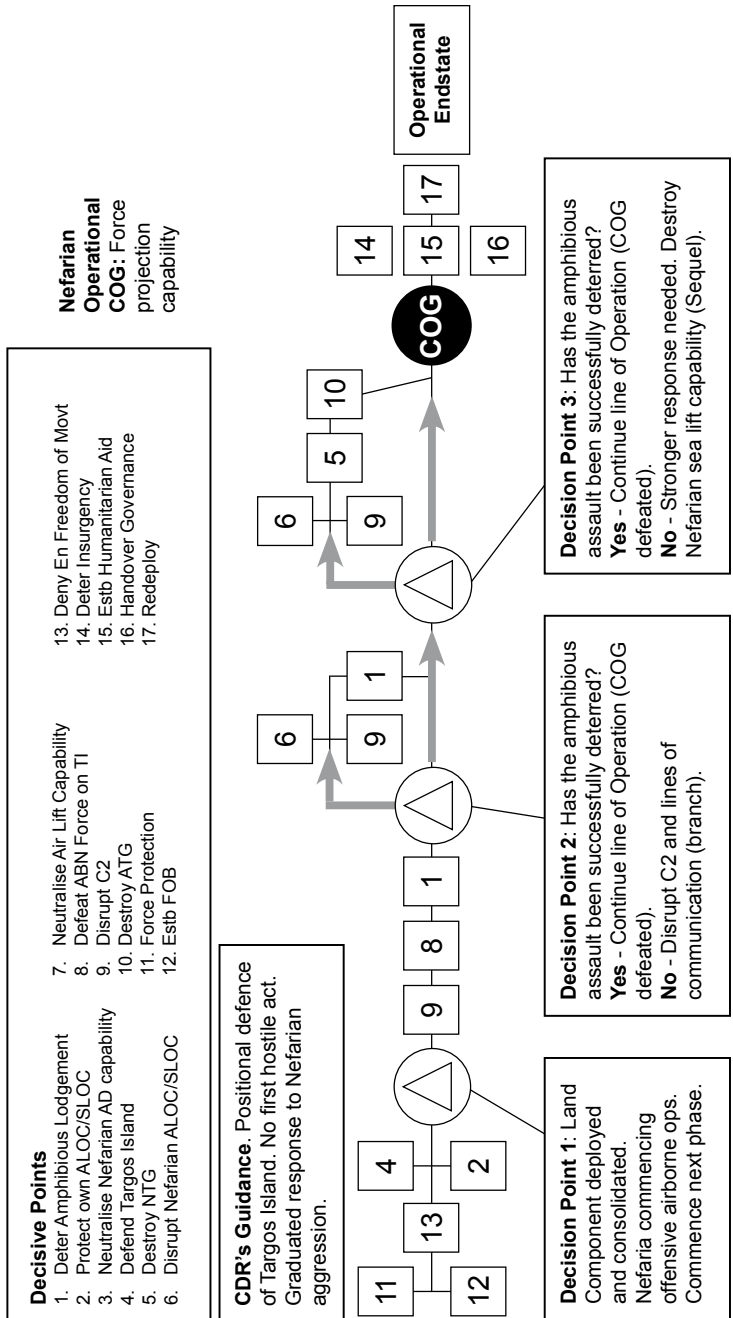 Decisive Points
1. Deter Amphibious Lodgement
2. Protect own ALOC/SLOC
3. Neutralise Nefarian AD capability
4. Defend Targos Island
5. Destroy NTG
6. Disrupt Nefarian ALOC/SLOC
7. Neutralise Air Lift Capability
8. Defeat ABN Force on TI
9. Disrupt C2
10. Destroy ATG
11. Force Protection
12. Estb FOB
13. Deny En Freedom of Movt
14. Deter Insurgency
15. Estb Humanitarian Aid
16. Handover Governance
17. Redeploy
Nefarian
Operational
COG: Force
projection
capability
CDR's Guidance. Positional defence
of Targos Island. No first hostile act.
Graduated response to Nefarian
aggression.
11
12
13
4
2
9
8
1
6
9
1
6
9
5
10
COG
14
15
16
17
Operational
Endstate
Decision Point 1: Land
Component deployed
and consolidated.
Nefaria commencing
offensive airborne ops.
Commence next phase.
Decision Point 2: Has the amphibious
assault been successfully deterred?
Yes - Continue line of Operation (COG
defeated).
No - Disrupt C2 and lines of
communication (branch).
Decision Point 3: Has the amphibious
assault been successfully deterred?
Yes - Continue line of Operation (COG
defeated).
No - Stronger response needed. Destroy
Nefarian sea lift capability (Sequel).